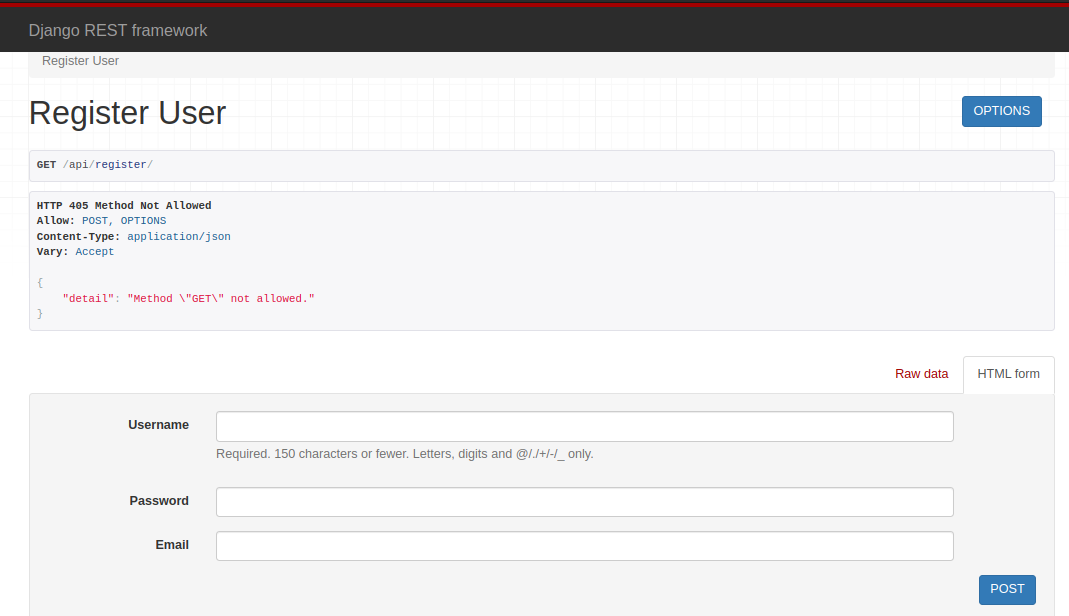 Django REST framework
Register User
Register User
OPTIONS
GET /api/register/
HTTP 405 Method Not Allowed
Allow: POST, OPTIONS
Content-Type: application/json
Vary: Accept
{
    "detail": "Method \"GET\" not allowed."
}
Raw data
HTML form
Username
Required. 150 characters or fewer. Letters, digits and @/./+/-/_ only.
Password
Email
POST